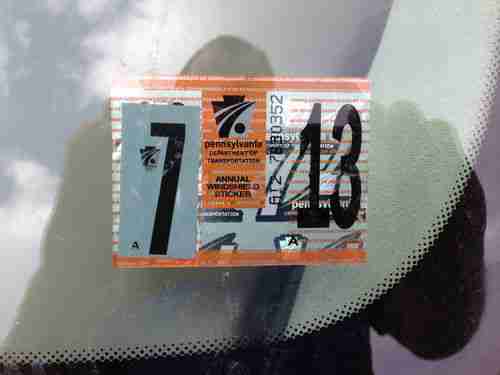 7
A
pennsylvania
DEPARTMENT OF
TRANSPORTATION
ANNUAL
WINDSHIELD
STICKER
13
A